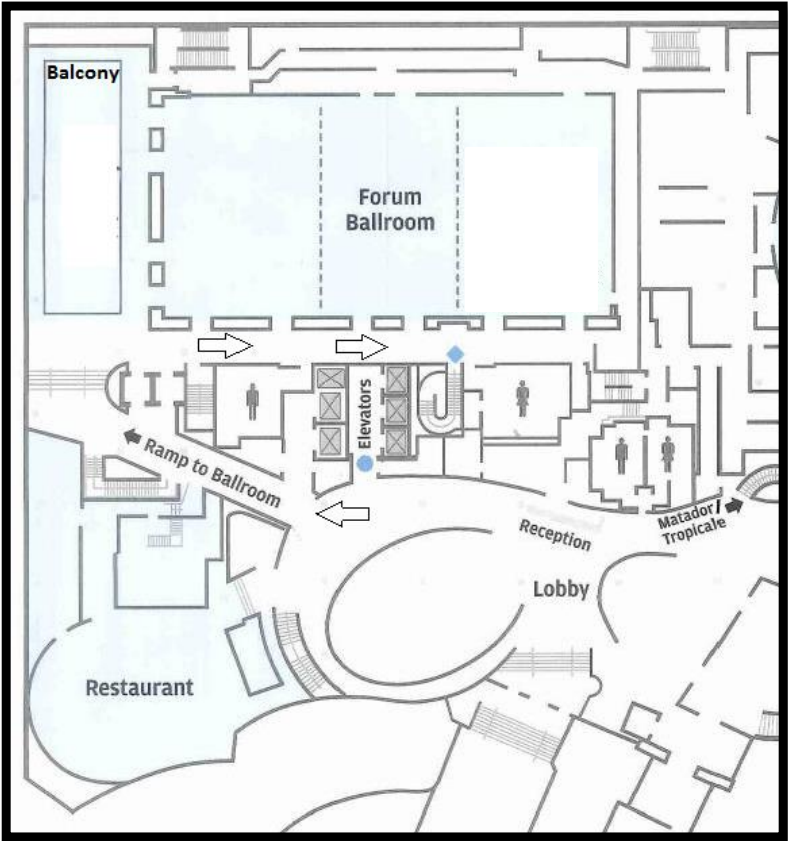 Balcony
Forum
Ballroom
Elevators
Ramp to Ballroom
Reception
Matador/
Tropicale
Lobby
Restaurant